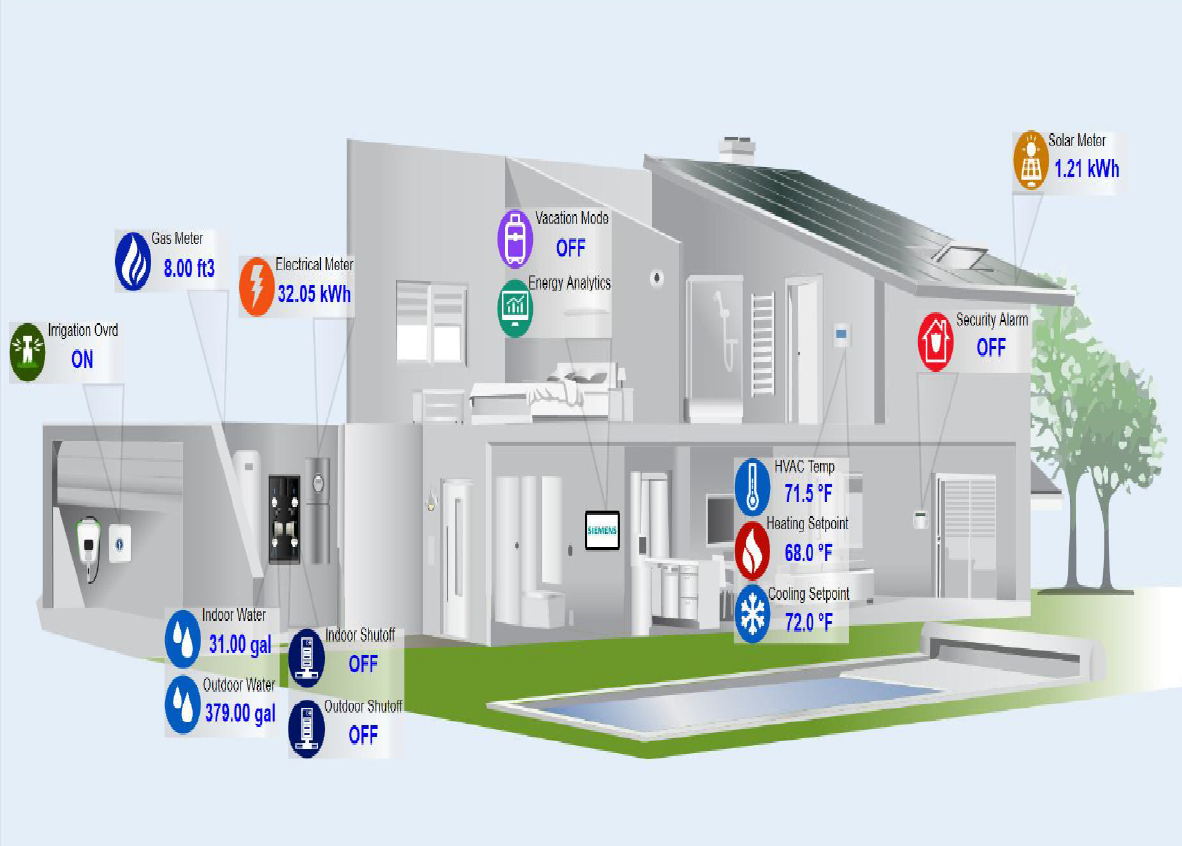 Solar Meter
1.21 kWh
Vacation Mode
OFF
Energy Analytics
Gas Meter
8.00 ft3
Electrical Meter
32.05 kWh
Irrigation Ovrd
ON
Security Alarm
OFF
SIEMENS
HVAC Temp
71.5 °F
Heating Setpoint
68.0 °F
Cooling Setpoint
72.0 °F
Indoor Water
31.00 gal
Indoor Shutoff
OFF
Outdoor Water
379.00 gal
Outdoor Shutoff
OFF